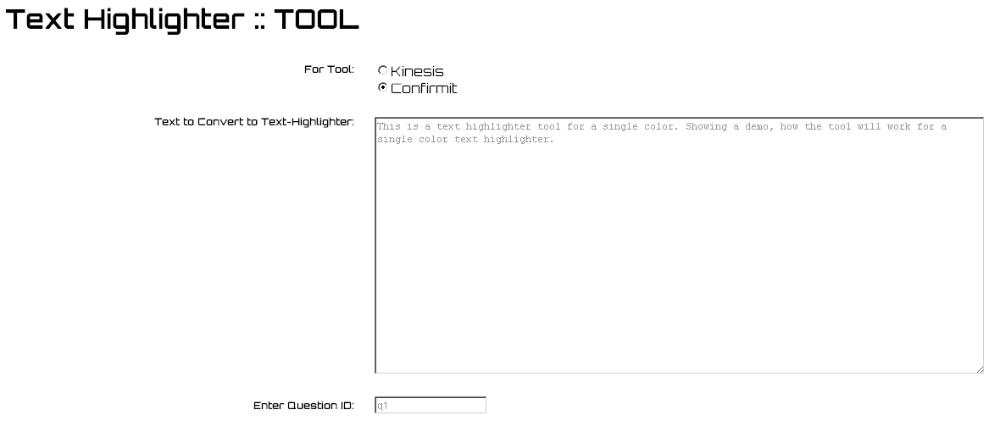 Text Highlighter :: TOOL
For Tool:
Kinesis
Confirmit
Text to Convert to Text-Highlighter:
This is a text highlighter tool for a single color. Showing a demo, how the tool will work for a
single color text highlighter.
Enter Question ID:
q1